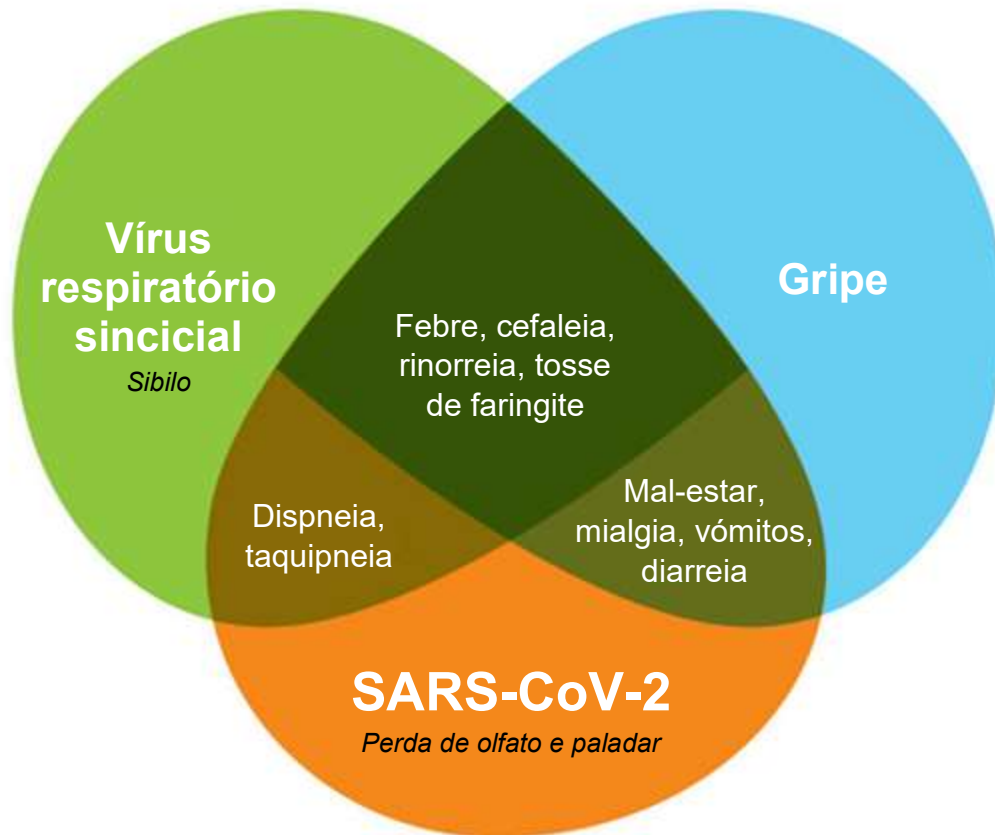 Vírus
respiratório
sincicial
Sibilo
Gripe
Febre, cefaleia,
rinorreia, tosse
de faringite
Dispneia,
taquipneia
Mal-estar,
mialgia, vómitos,
diarreia
SARS-CoV-2
Perda de olfato e paladar